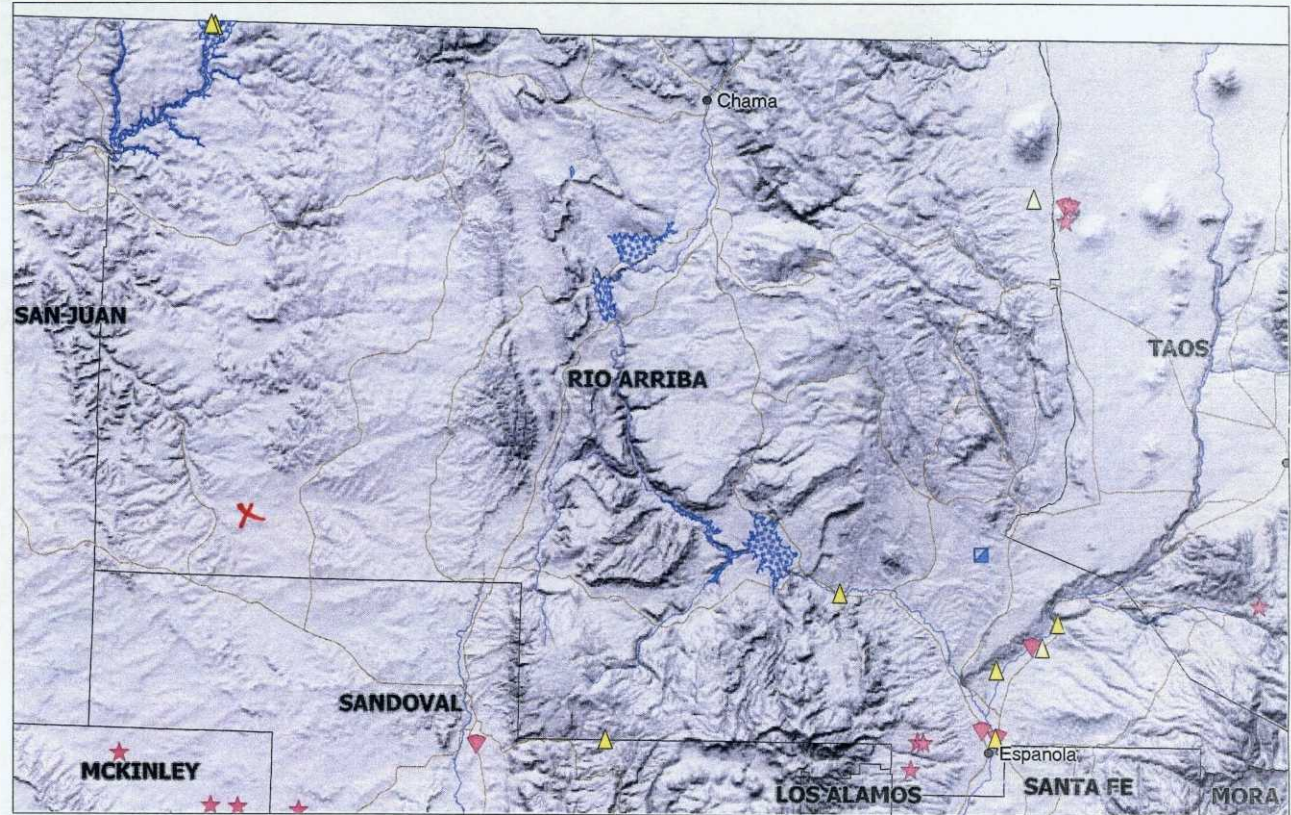 Chama
SAN JUAN
TAOS
RIO ARRIBA
SANDOVAL
Espanola
MCKINLEY
LOS ALAMOS
SANTA FE
MORA